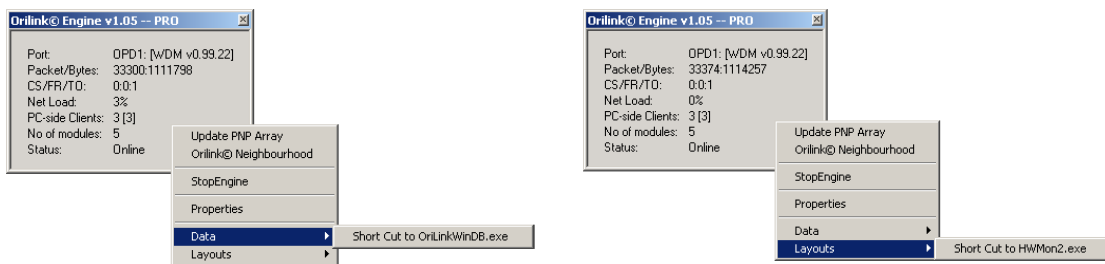 Orilink© Engine v1.05 -- PRO
Port: OPD1: [WDM v0.99.22]
Packet/Bytes: 33300:1111798
CS/FR/TO: 0:0:1
Net Load: 3%
PC-side Clients: 3 [3]
No of modules: 5
Status: Online
Update PNP Array
Orilink© Neighbourhood
StopEngine
Properties
Data
Short Cut to OriLinkWinDB.exe
Layouts
Orilink© Engine v1.05 -- PRO
Port: OPD1: [WDM v0.99.22]
Packet/Bytes: 33374:1114257
CS/FR/TO: 0:0:1
Net Load: 0%
PC-side Clients: 3 [3]
No of modules: 5
Status: Online
Update PNP Array
Orilink© Neighbourhood
StopEngine
Properties
Data
Layouts
Short Cut to HWMon2.exe